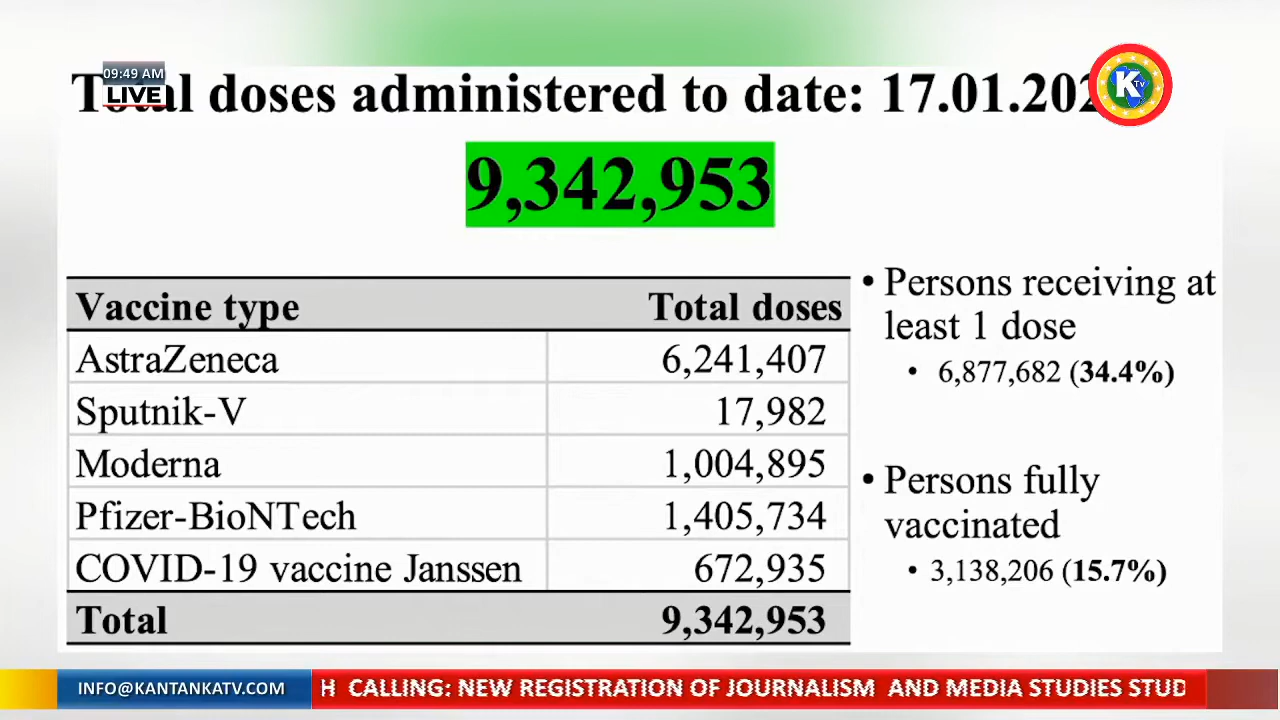 09:49 AM
LIVE
Total doses administered to date: 17.01.202
K TV
9,342,953
Vaccine type Total doses
AstraZeneca 6,241,407
Sputnik-V 17,982
Moderna 1,004,895
Pfizer-BioNTech 1,405,734
COVID-19 vaccine Janssen 672,935
Total 9,342,953
• Persons receiving at
least 1 dose
• 6,877,682 (34.4%)
• Persons fully
vaccinated
• 3,138,206 (15.7%)
INFO@KANTANKATV.COM
H CALLING: NEW REGISTRATION OF JOURNALISM AND MEDIA STUDIES STUD